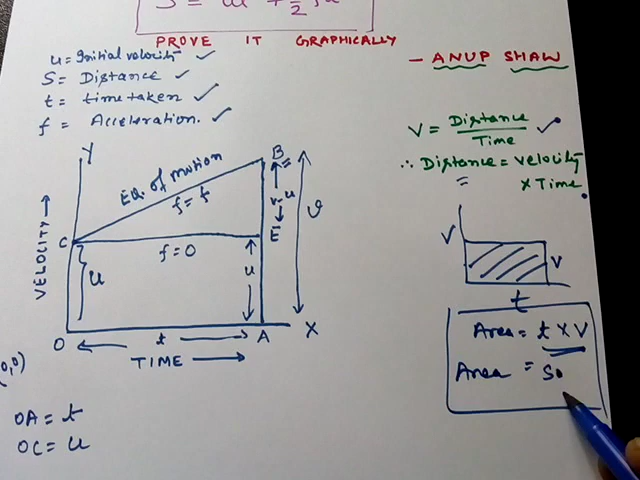 PROVE IT GRAPHICALLY
u = Initial velocity ✓
S = Distance ✓
t = time taken ✓
f = Acceleration. ✓
- ANUP SHAW
V = Distance / Time ✓
∴ Distance = velocity
× Time.
Y
B
EQ. of MOTION
f = f
v-u
VELOCITY →
C
E
f = 0
u
u
v
O
t
A
X
TIME →
(0,0)
OA = t
OC = u
V
V
t
Area = t × V
Area = S